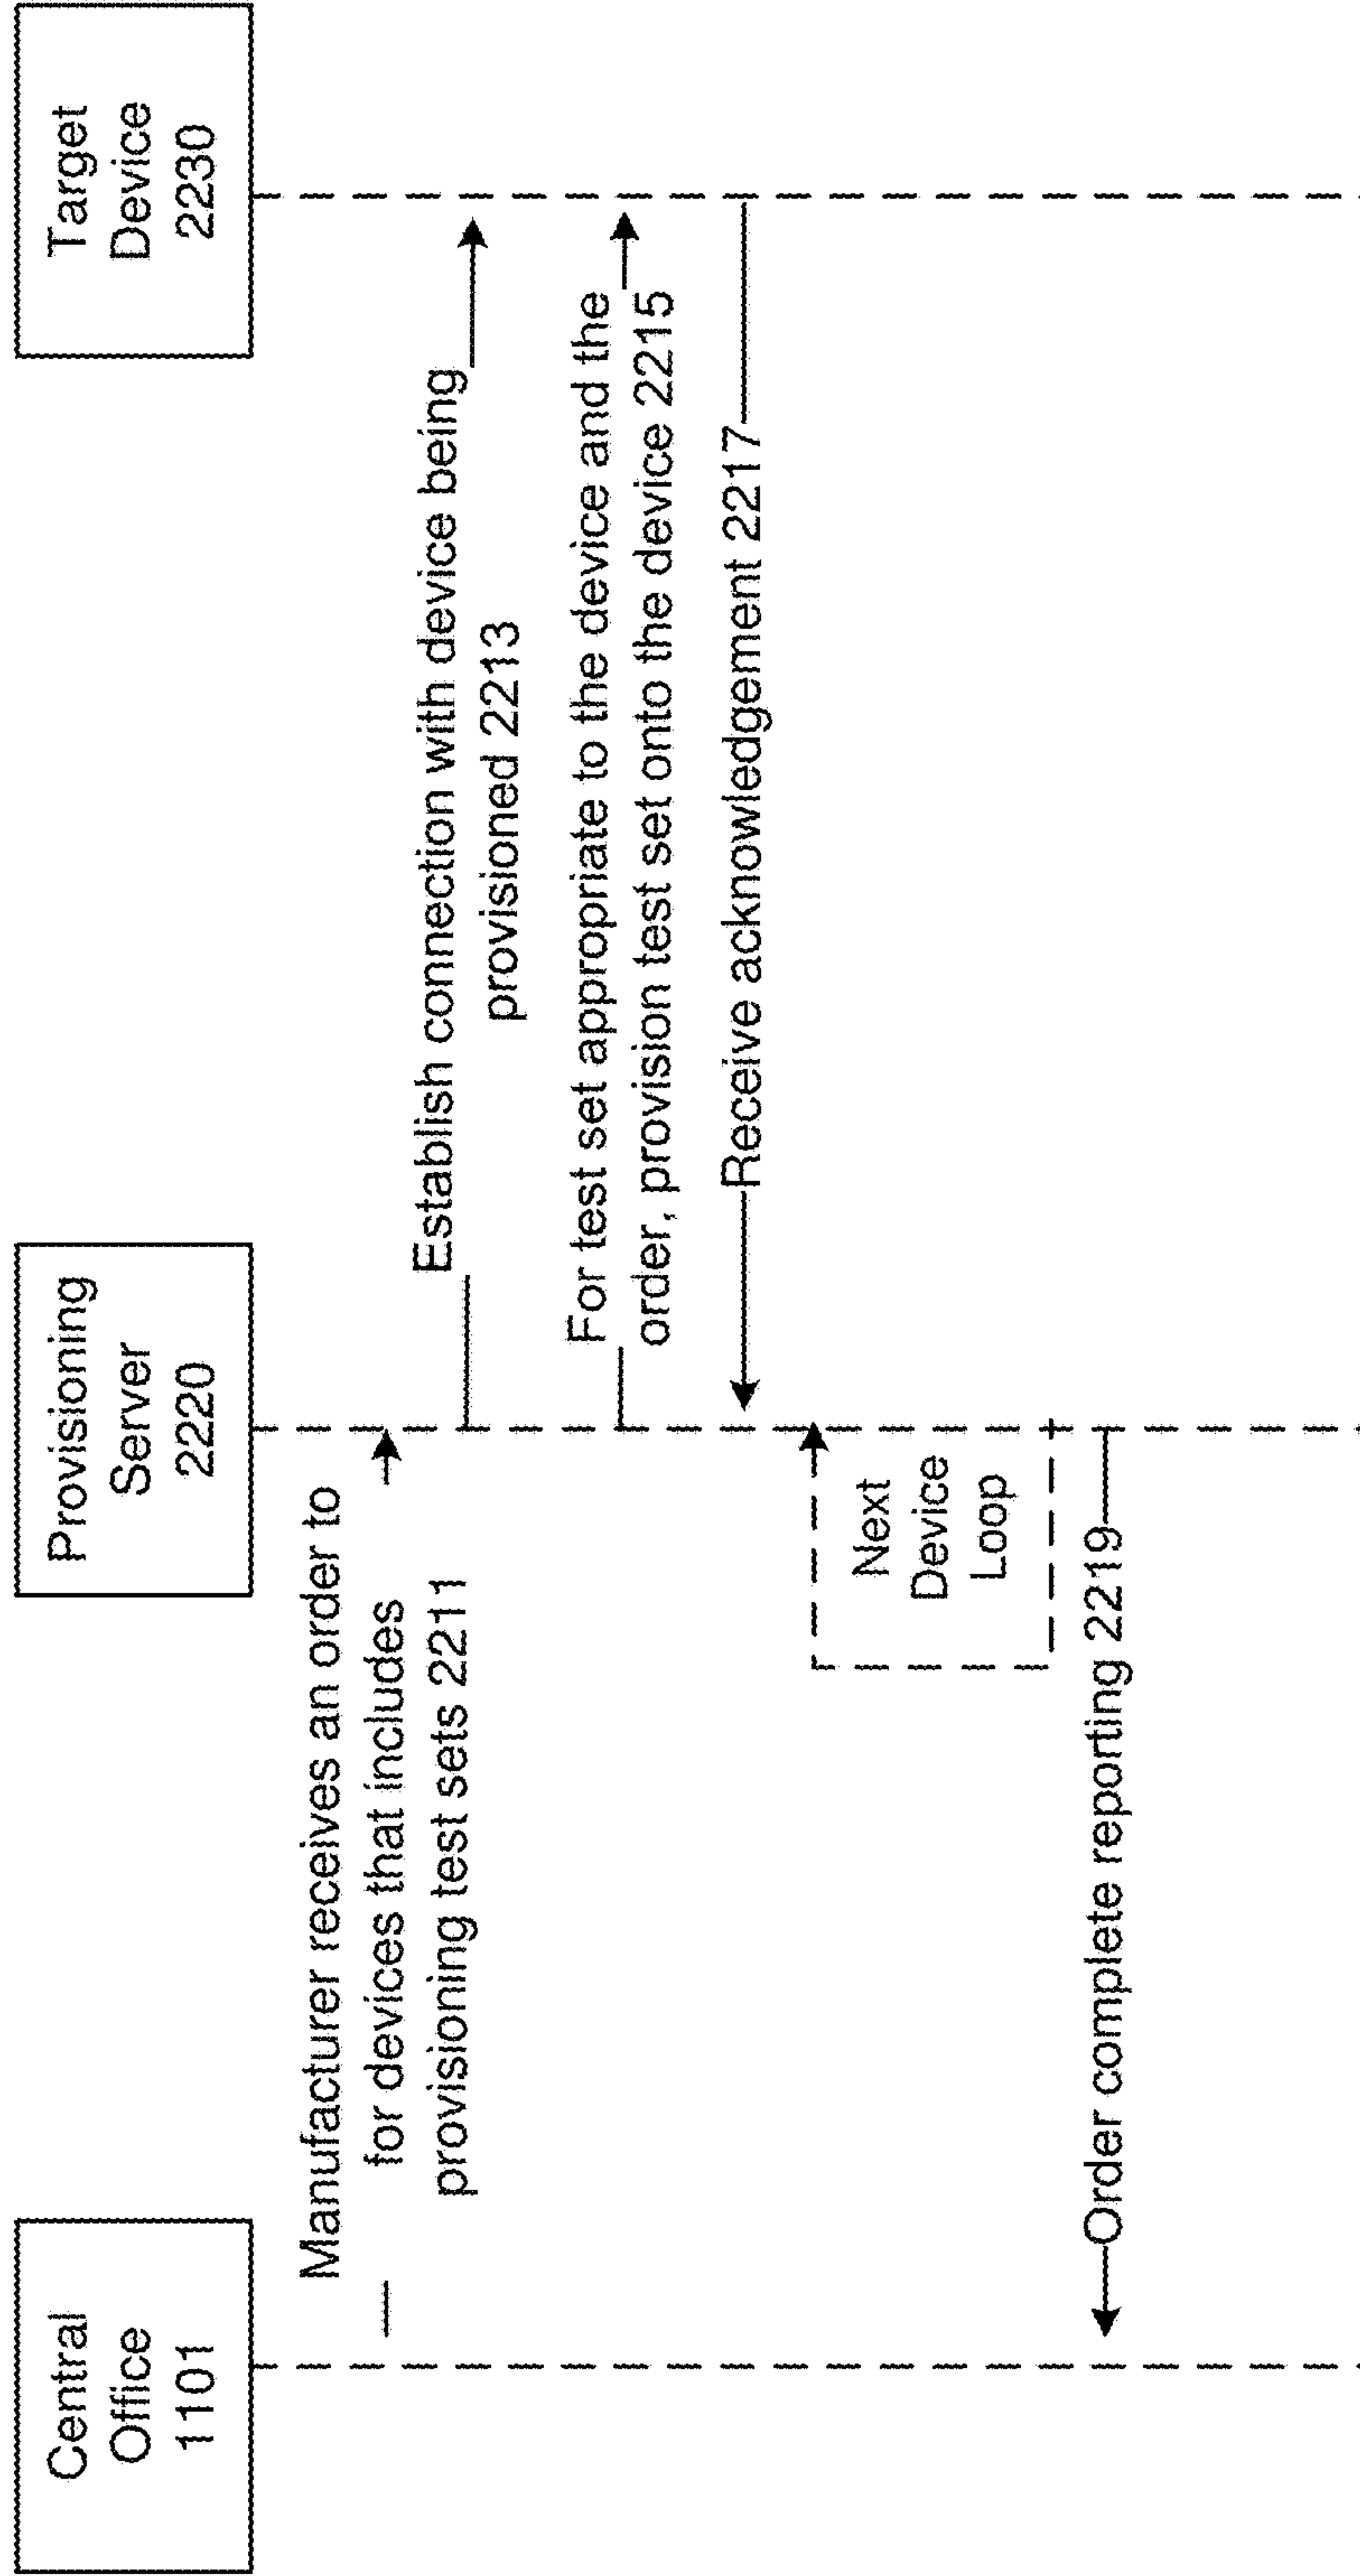 Central
Office
1101
Provisioning
Server
2220
Target
Device
2230
Manufacturer receives an order to
for devices that includes
provisioning test sets 2211
Establish connection with device being
provisioned 2213
For test set appropriate to the device and the
order, provision test set onto the device 2215
Receive acknowledgement 2217
Next
Device
Loop
Order complete reporting 2219